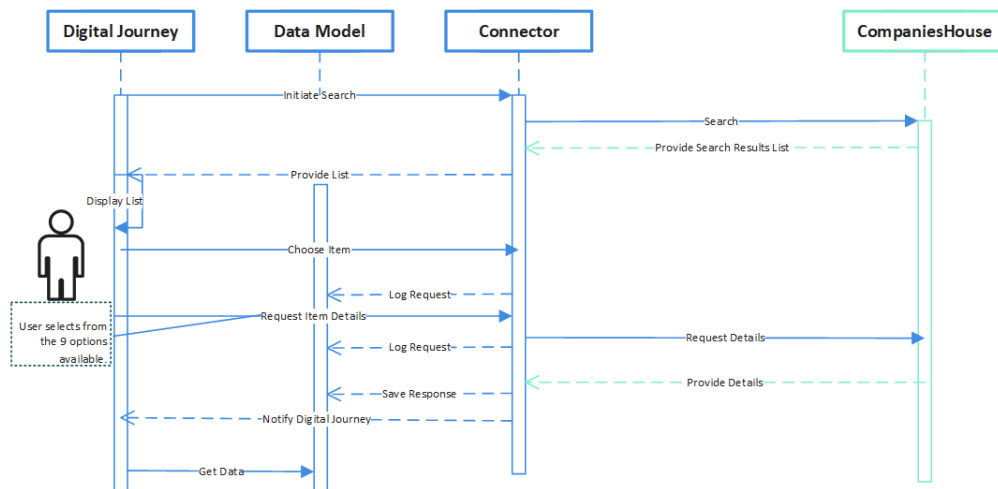 Digital Journey
Data Model
Connector
CompaniesHouse
Initiate Search
Search
Provide Search Results List
Provide List
Display List
Choose Item
Log Request
Request Item Details
User selects from
the 9 options
available.
Request Details
Log Request
Provide Details
Save Response
Notify Digital Journey
Get Data